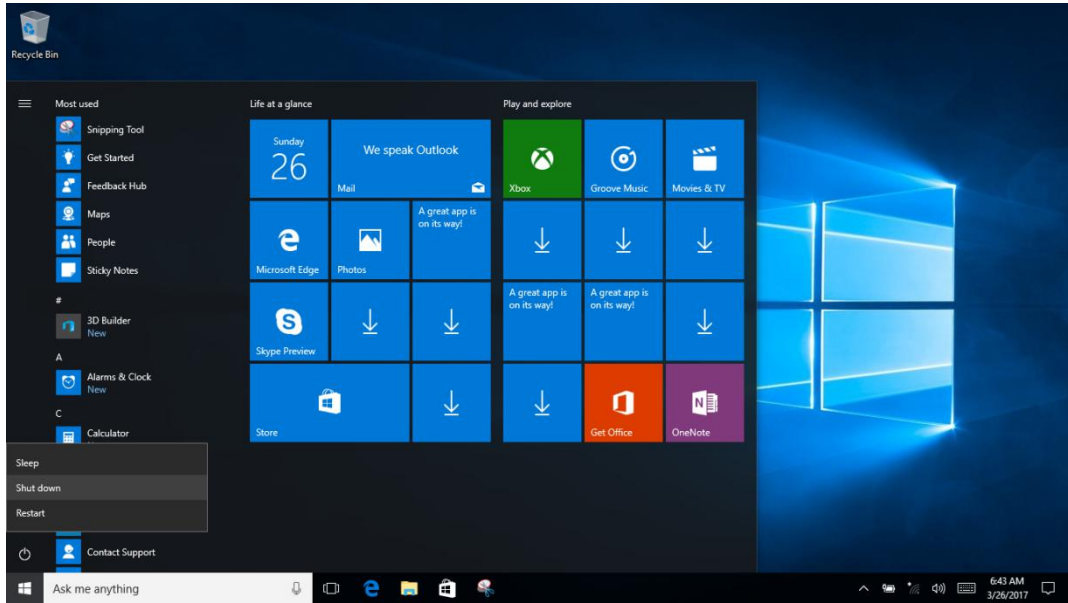 Recycle Bin
Most used
Snipping Tool
Get Started
Feedback Hub
Maps
People
Sticky Notes
#
3D Builder
New
A
Alarms & Clock
New
C
Calculator
Contact Support
Sleep
Shut down
Restart
Life at a glance
Sunday
26
We speak Outlook
Mail
Microsoft Edge
Photos
A great app is
on its way!
Skype Preview
Store
Play and explore
Xbox
Groove Music
Movies & TV
A great app is
on its way!
A great app is
on its way!
Get Office
OneNote
Ask me anything
6:43 AM
3/26/2017